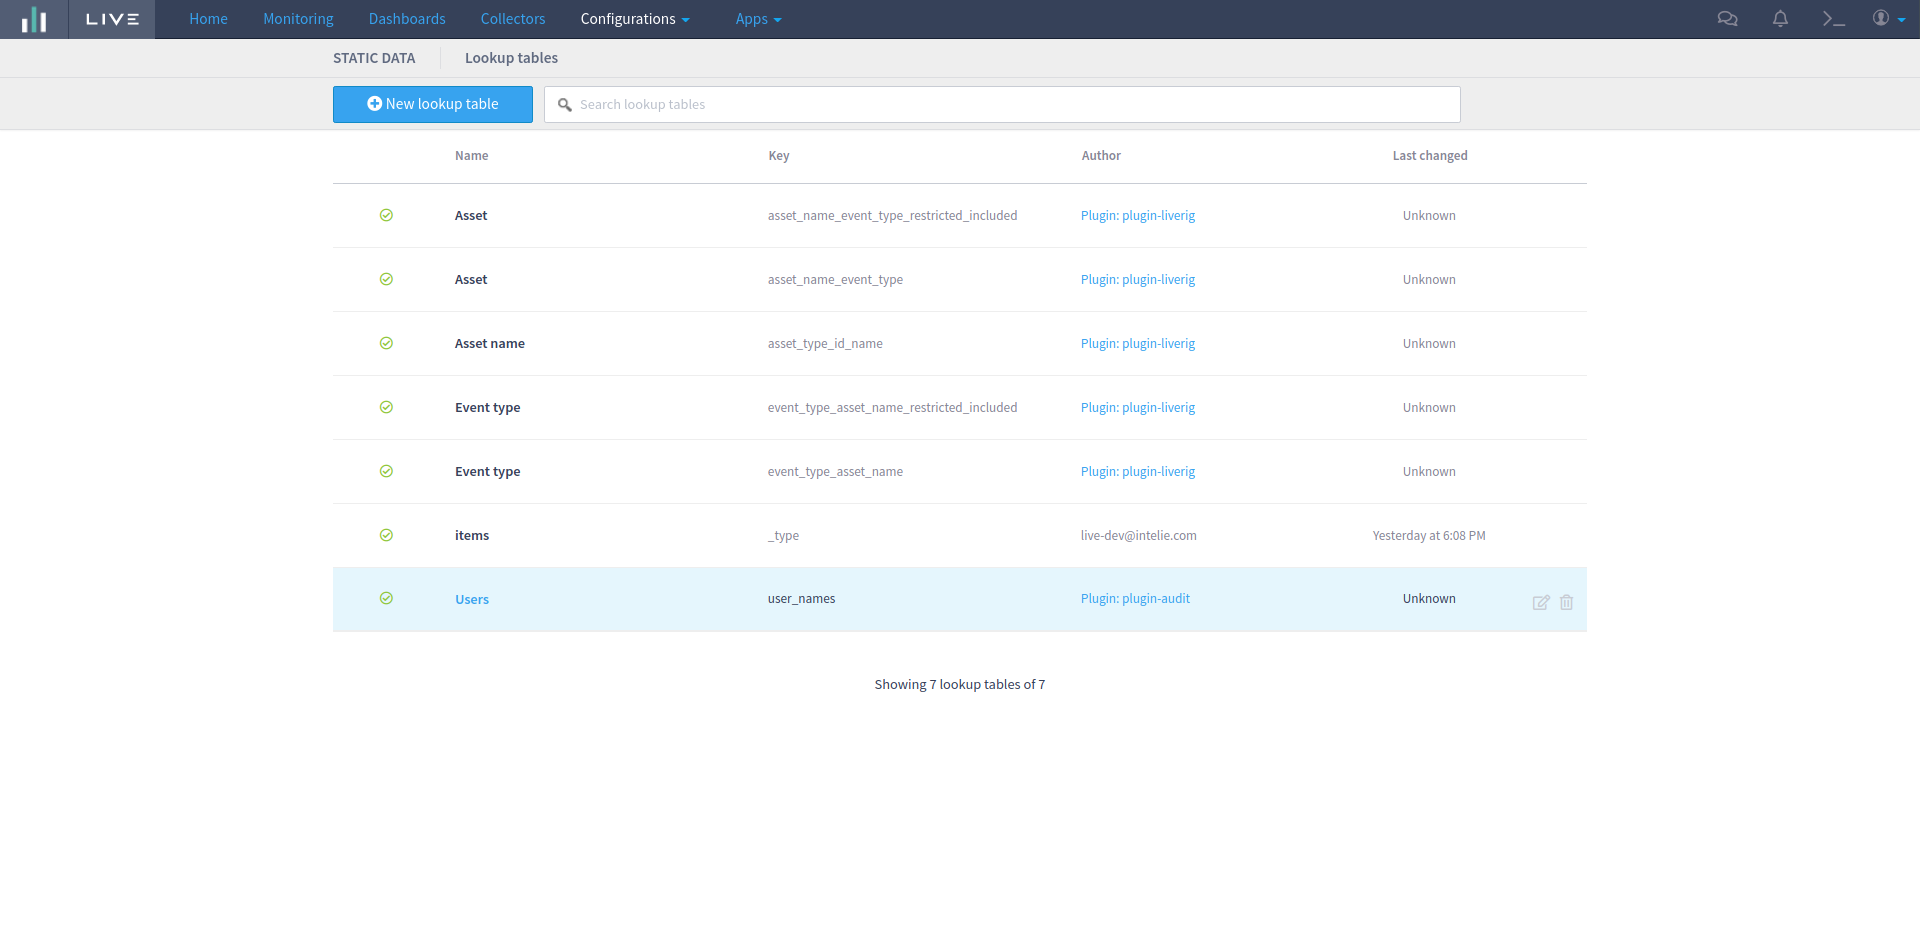 LIVE Home Monitoring Dashboards Collectors Configurations Apps
STATIC DATA Lookup tables
New lookup table Search lookup tables
Name Key Author Last changed
Asset asset_name_event_type_restricted_included Plugin: plugin-liverig Unknown
Asset asset_name_event_type Plugin: plugin-liverig Unknown
Asset name asset_type_id_name Plugin: plugin-liverig Unknown
Event type event_type_asset_name_restricted_included Plugin: plugin-liverig Unknown
Event type event_type_asset_name Plugin: plugin-liverig Unknown
items _type live-dev@intelie.com Yesterday at 6:08 PM
Users user_names Plugin: plugin-audit Unknown
Showing 7 lookup tables of 7